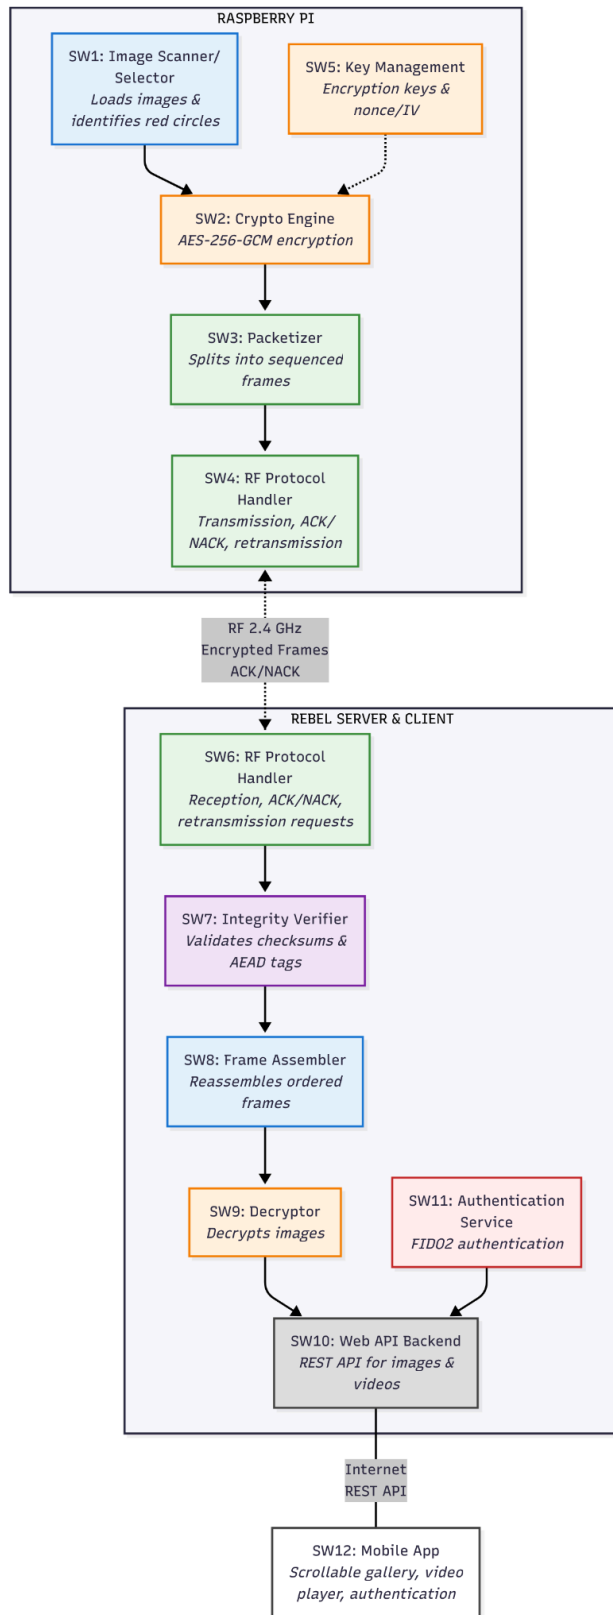 RASPBERRY PI
SW1: Image Scanner/
Selector
Loads images &
identifies red circles
SW5: Key Management
Encryption keys &
nonce/IV
SW2: Crypto Engine
AES-256-GCM encryption
SW3: Packetizer
Splits into sequenced
frames
SW4: RF Protocol
Handler
Transmission, ACK/
NACK, retransmission
RF 2.4 GHz
Encrypted Frames
ACK/NACK
REBEL SERVER & CLIENT
SW6: RF Protocol
Handler
Reception, ACK/NACK,
retransmission requests
SW7: Integrity Verifier
Validates checksums &
AEAD tags
SW8: Frame Assembler
Reassembles ordered
frames
SW9: Decryptor
Decrypts images
SW11: Authentication
Service
FIDO2 authentication
SW10: Web API Backend
REST API for images &
videos
Internet
REST API
SW12: Mobile App
Scrollable gallery, video
player, authentication